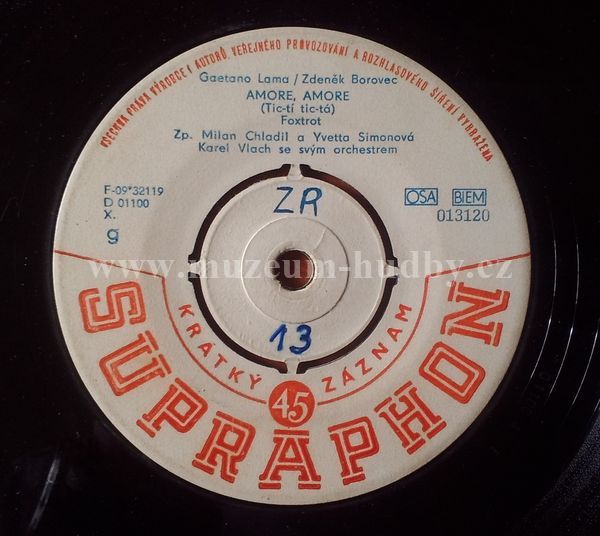 VŠECHNA PRÁVA VÝROBCE I AUTORŮ, VEŘEJNÉHO PROVOZOVÁNÍ A ROZHLASOVÉHO ŠÍŘENÍ VYHRAŽENA
Gaetano Lama/Zdeněk Borovec
AMORE, AMORE
(Tic-tí tic-tá)
Foxtrot
Zp. Milan Chladil a Yvetta Simonová
Karel Vlach se svým orchestrem
F-09*32119
D 01100
X.
g
ZR
OSA BIEM
013120
www.muzeum-hudby.cz
13
KRÁTKÝ ZÁZNAM
45
SUPRAPHON